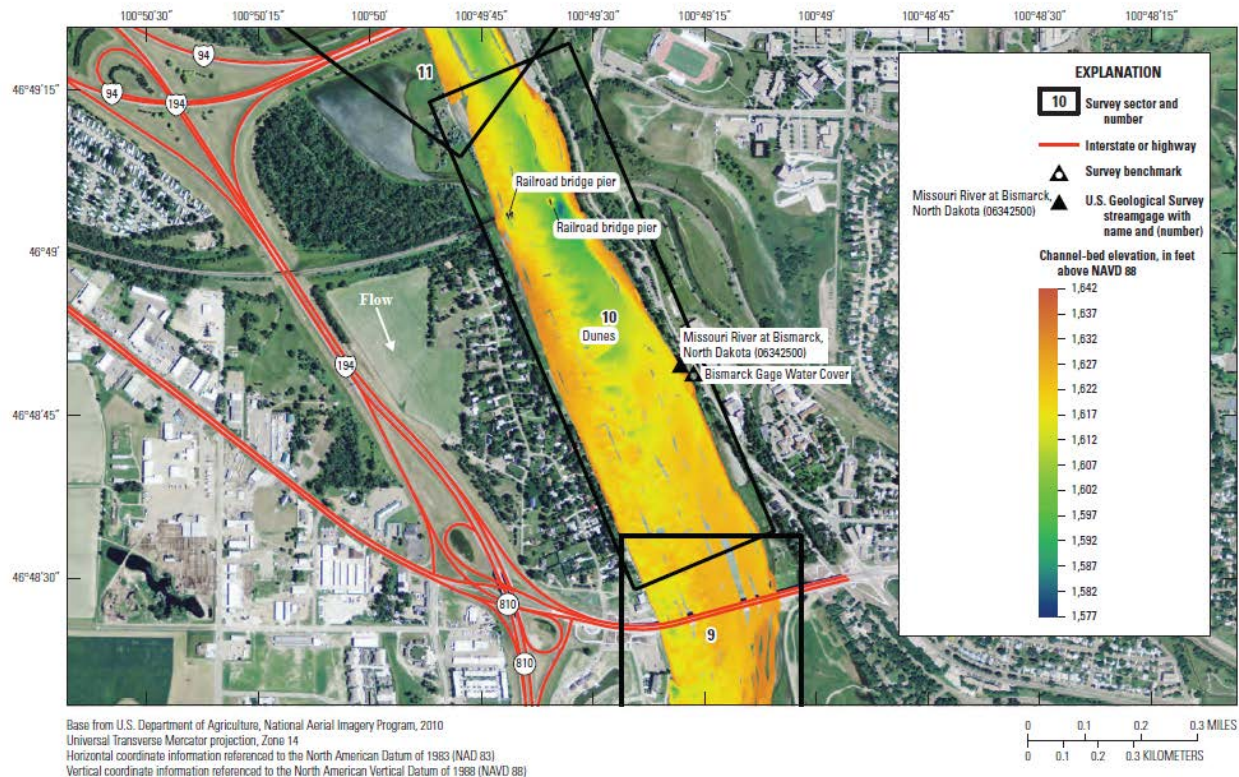 100°50'30"
100°50'15"
100°50'
100°49'45"
100°49'30"
100°49'15"
100°49'
100°48'45"
100°48'30"
100°48'15"
46°49'15"
46°49'
46°48'45"
46°48'30"
94
94
194
194
810
810
11
Railroad bridge pier
Railroad bridge pier
Flow
10
Dunes
Missouri River at Bismarck,
North Dakota (06342500)
Bismarck Gage Water Cover
9
EXPLANATION
10
Survey sector and
number
Interstate or highway
Survey benchmark
Missouri River at Bismarck,
North Dakota (06342500)
U.S. Geological Survey
streamgage with
name and (number)
Channel-bed elevation, in feet
above NAVD 88
1,642
1,637
1,632
1,627
1,622
1,617
1,612
1,607
1,602
1,597
1,592
1,587
1,582
1,577
Base from U.S. Department of Agriculture, National Aerial Imagery Program, 2010
Universal Transverse Mercator projection, Zone 14
Horizontal coordinate information referenced to the North American Datum of 1983 (NAD 83)
Vertical coordinate information referenced to the North American Vertical Datum of 1988 (NAVD 88)
0 0.1 0.2 0.3 MILES
0 0.1 0.2 0.3 KILOMETERS